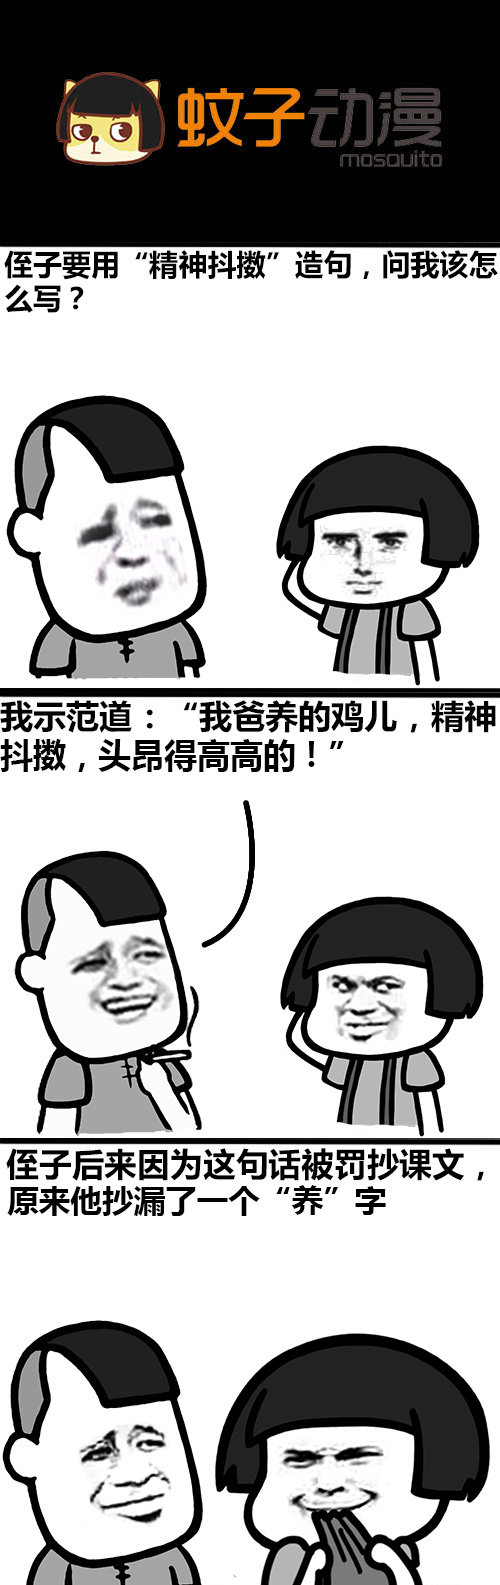 蚊子动漫
mosquito
侄子要用“精神抖擞”造句，问我该怎
么写？
我示范道：“我爸养的鸡儿，精神
抖擞，头昂得高高的！”
侄子后来因为这句话被罚抄课文，
原来他抄漏了一个“养”字